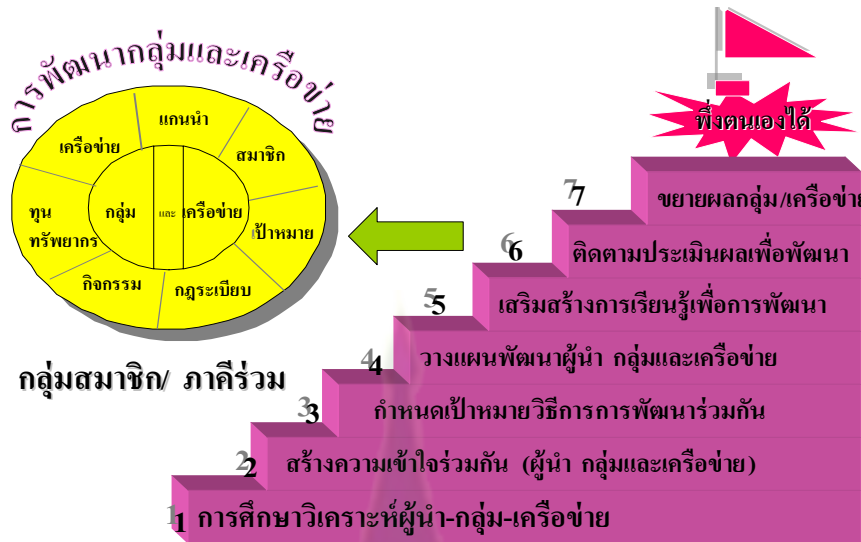 การพัฒนากลุ่มและเครือข่าย
แกนนำ
สมาชิก
เป้าหมาย
กฎระเบียบ
กิจกรรม
ทุน
ทรัพยากร
เครือข่าย
กลุ่ม
และ
เครือข่าย
กลุ่มสมาชิก/ ภาคีร่วม
พึ่งตนเองได้
ขยายผลกลุ่ม/เครือข่าย
7
ติดตามประเมินผลเพื่อพัฒนา
6
เสริมสร้างการเรียนรู้เพื่อการพัฒนา
5
วางแผนพัฒนาผู้นำ กลุ่มและเครือข่าย
4
กำหนดเป้าหมายวิธีการการพัฒนาร่วมกัน
3
สร้างความเข้าใจร่วมกัน (ผู้นำ กลุ่มและเครือข่าย)
2
1 การศึกษาวิเคราะห์ผู้นำ-กลุ่ม-เครือข่าย